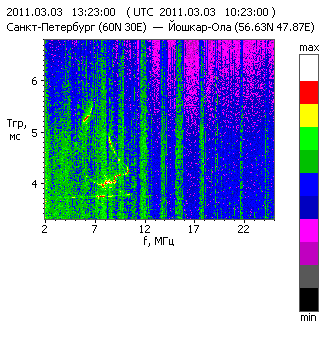 2011.03.03 13:23:00 (UTC 2011.03.03 10:23:00)
Санкт-Петербург (60N 30E) — Йошкар-Ола (56.63N 47.87E)
max
6
Тгр,
мс
5
4
2 7 12 17 22
f, МГц
min